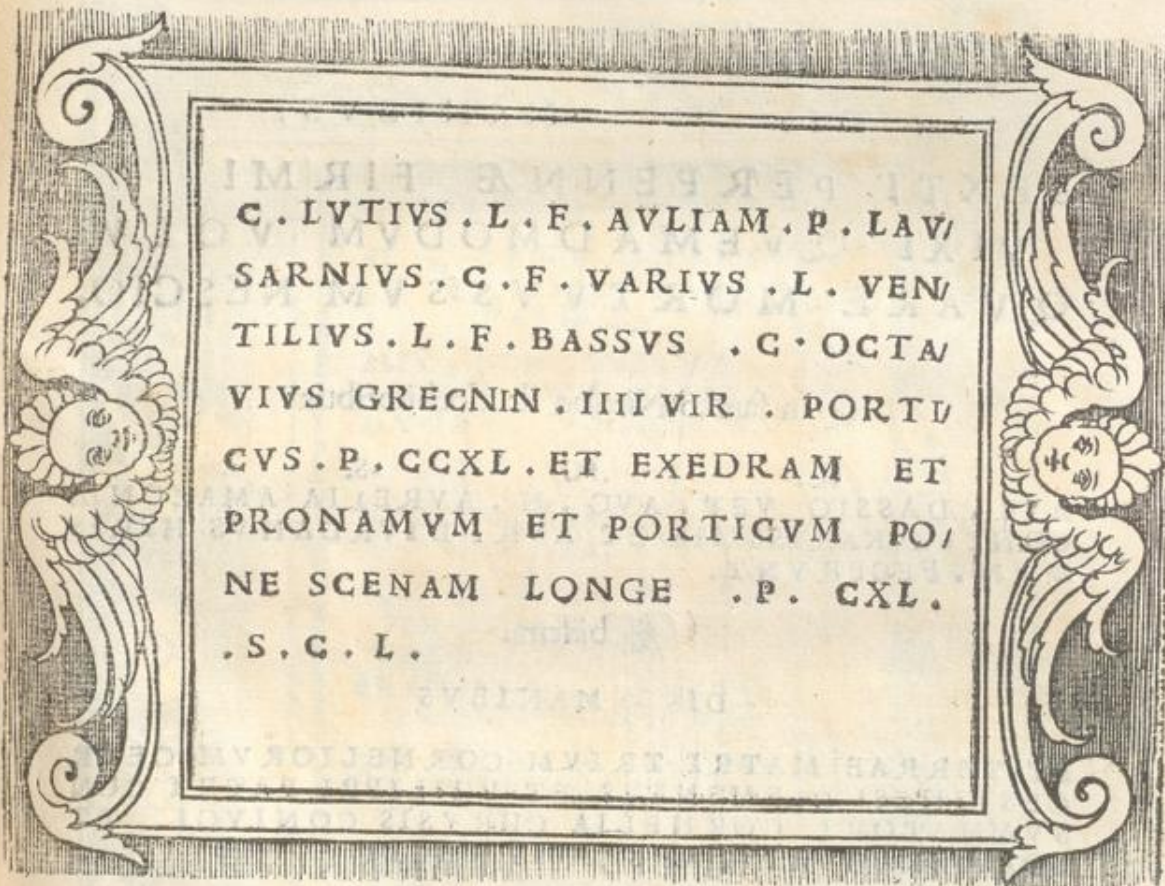 C. LVTIVS. L. F. AVLIAM. P. LAV/
SARNIVS. C. F. VARIVS. L. VEN/
TILIVS. L. F. BASSVS . C. OCTA/
VIVS GRECNIN. IIII VIR . PORTI/
CVS. P. CCXL. ET EXEDRAM ET
PRONAMVM ET PORTICVM PO/
NE SCENAM LONGE .P. CXL.
.S. C. L.